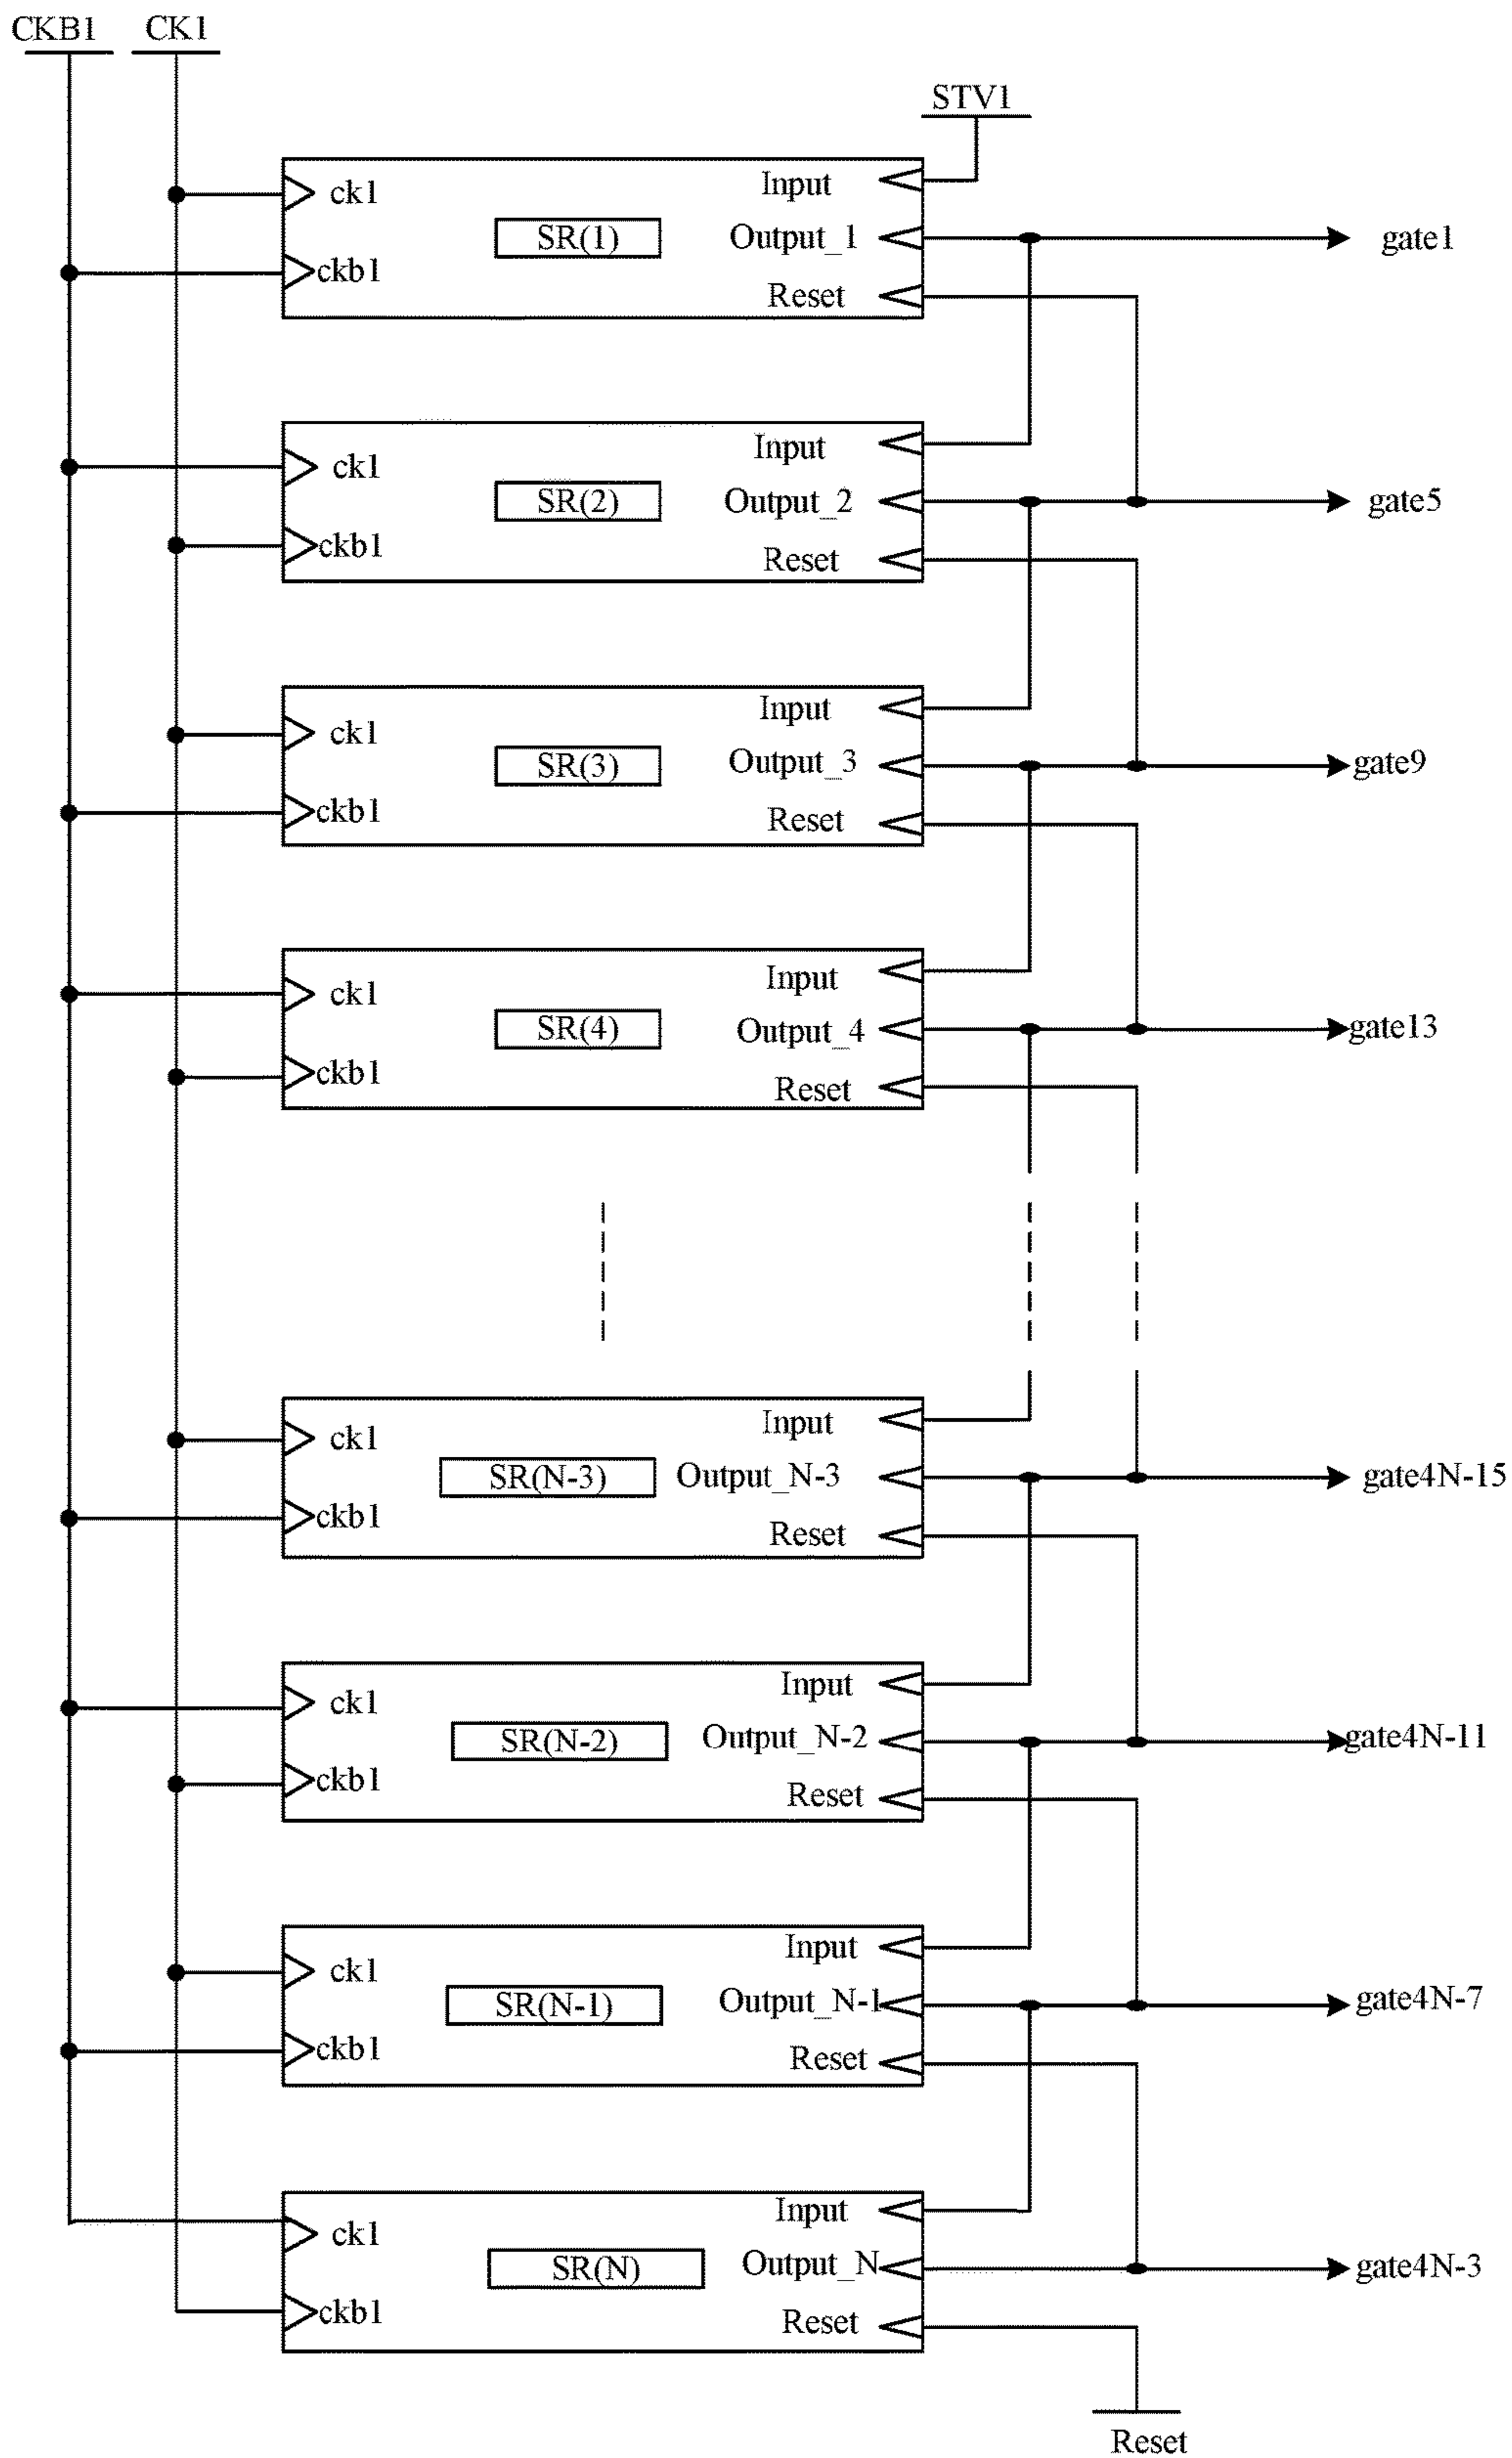 CKB1 CK1
STV1
ck1 Input
SR(1) Output_1 gate1
ckb1 Reset
ck1 Input
SR(2) Output_2 gate5
ckb1 Reset
ck1 Input
SR(3) Output_3 gate9
ckb1 Reset
ck1 Input
SR(4) Output_4 gate13
ckb1 Reset
ck1 Input
SR(N-3) Output_N-3 gate4N-15
ckb1 Reset
ck1 Input
SR(N-2) Output_N-2 gate4N-11
ckb1 Reset
ck1 Input
SR(N-1) Output_N-1 gate4N-7
ckb1 Reset
ck1 Input
SR(N) Output_N gate4N-3
ckb1 Reset
Reset